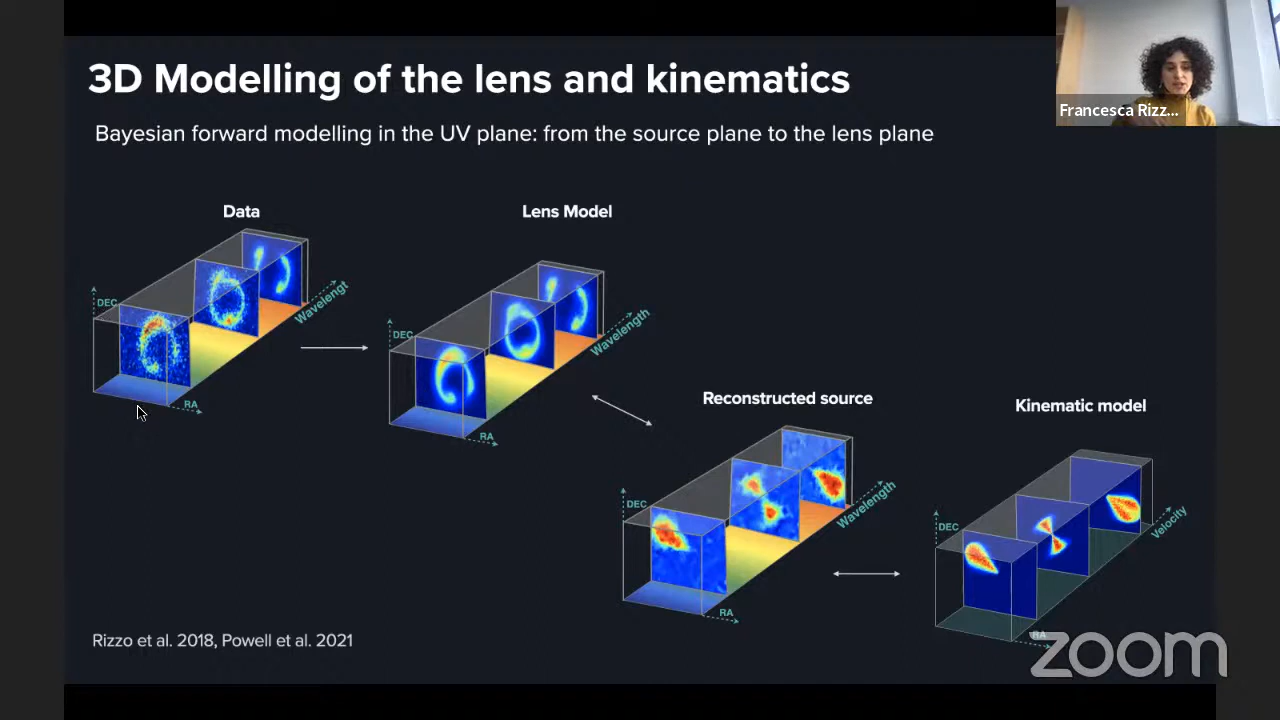 3D Modelling of the lens and kinematics
Francesca Rizz...
Bayesian forward modelling in the UV plane: from the source plane to the lens plane
Data
Lens Model
DEC
Wavelengt
RA
DEC
Wavelength
RA
Reconstructed source
Kinematic model
DEC
Wavelength
RA
DEC
Velocity
RA
Rizzo et al. 2018, Powell et al. 2021
zoom